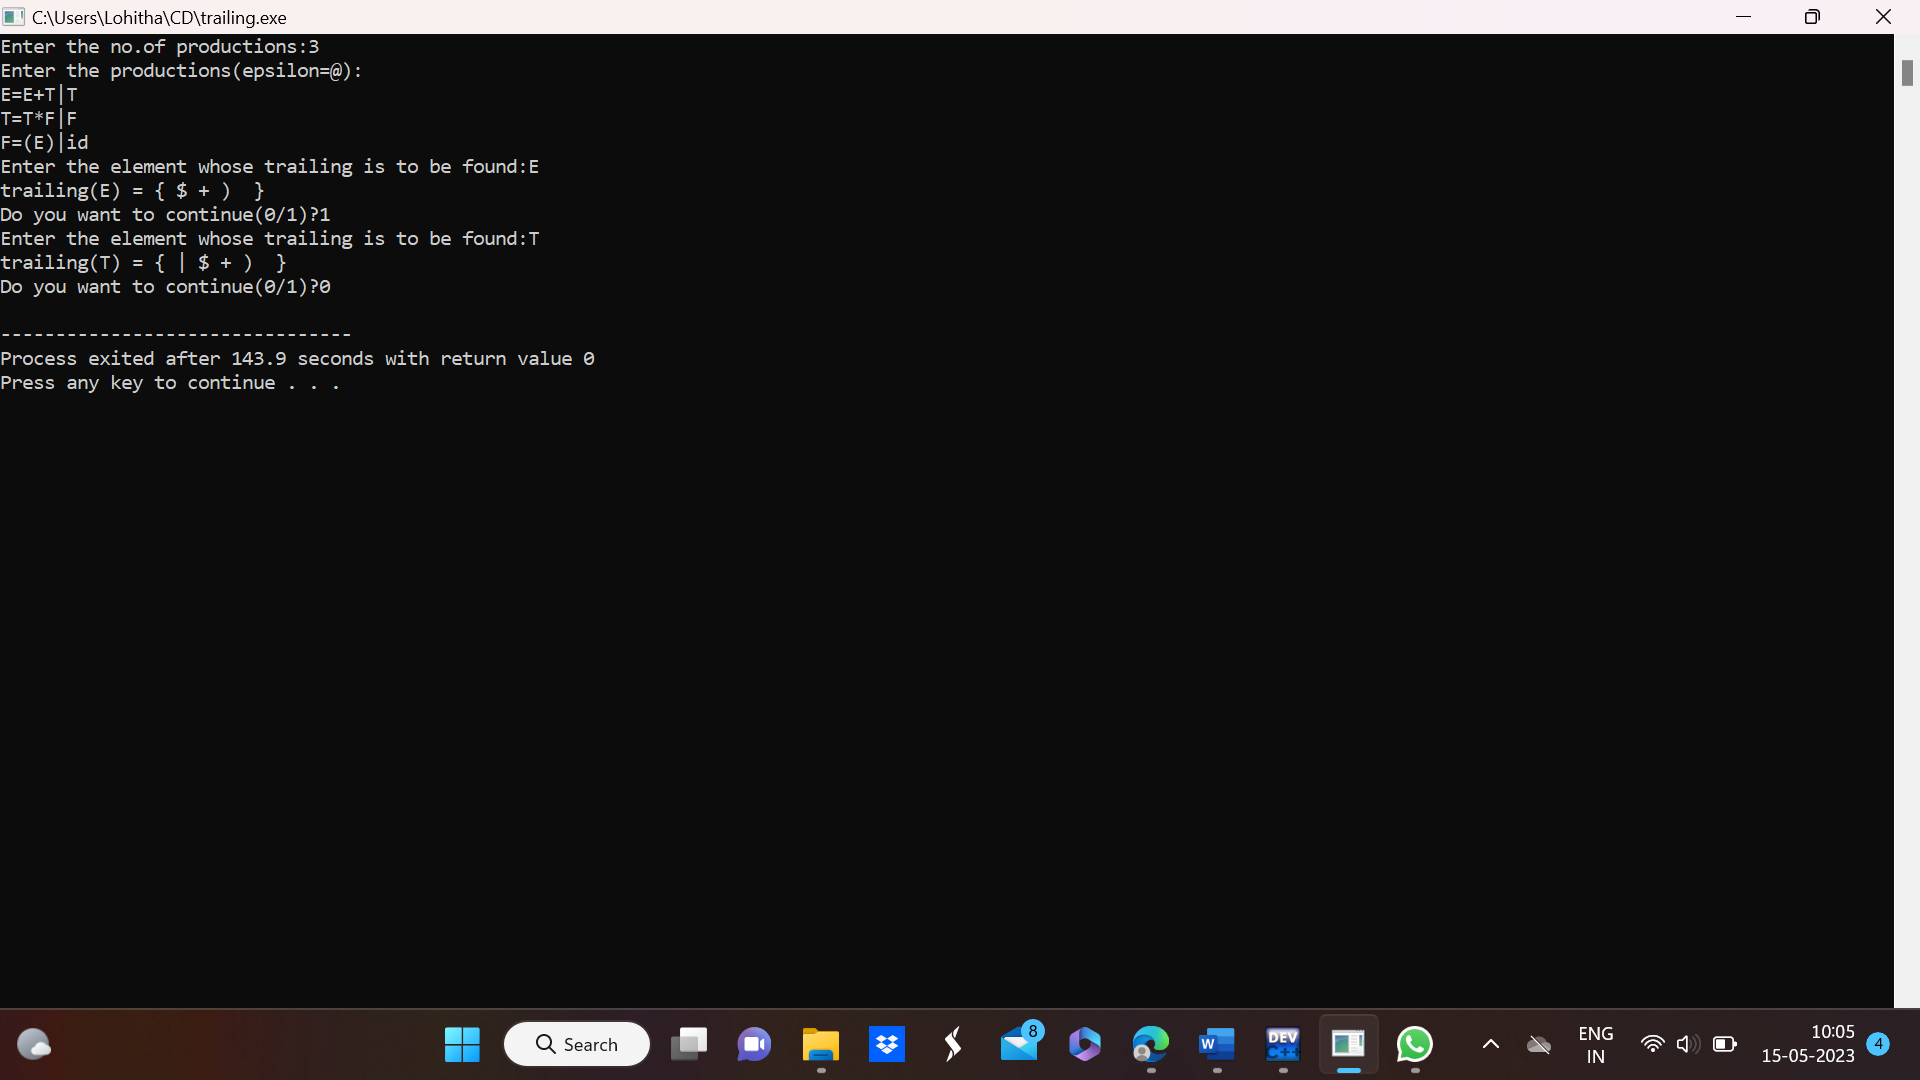 C:\Users\Lohitha\CD\trailing.exe
Enter the no.of productions:3
Enter the productions(epsilon=@):
E=E+T|T
T=T*F|F
F=(E)|id
Enter the element whose trailing is to be found:E
trailing(E) = { $ + )  }
Do you want to continue(0/1)?1
Enter the element whose trailing is to be found:T
trailing(T) = { | $ + )  }
Do you want to continue(0/1)?0
--------------------------------
Process exited after 143.9 seconds with return value 0
Press any key to continue . . .
Search
8
W
DEV
C++
ENG
IN
10:05
15-05-2023
4